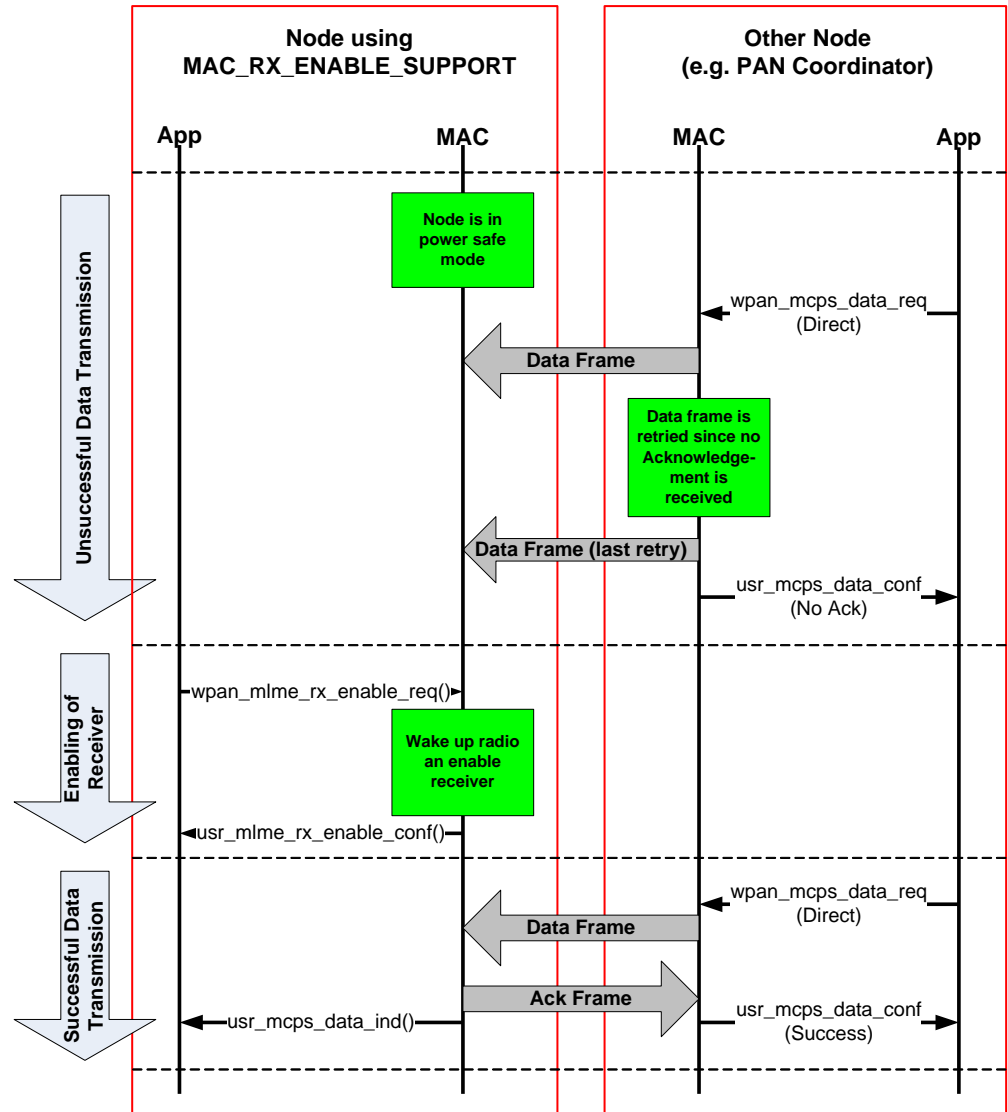 Node using
MAC_RX_ENABLE_SUPPORT
Other Node
(e.g. PAN Coordinator)
App
MAC
MAC
App
Unsuccessful Data Transmission
Node is in
power safe
mode
wpan_mcps_data_req
(Direct)
Data Frame
Data frame is
retried since no
Acknowledge-
ment is
received
Data Frame (last retry)
usr_mcps_data_conf
(No Ack)
Enabling of
Receiver
wpan_mlme_rx_enable_req()
Wake up radio
an enable
receiver
usr_mlme_rx_enable_conf()
Successful Data
Transmission
wpan_mcps_data_req
(Direct)
Data Frame
Ack Frame
usr_mcps_data_ind()
usr_mcps_data_conf
(Success)